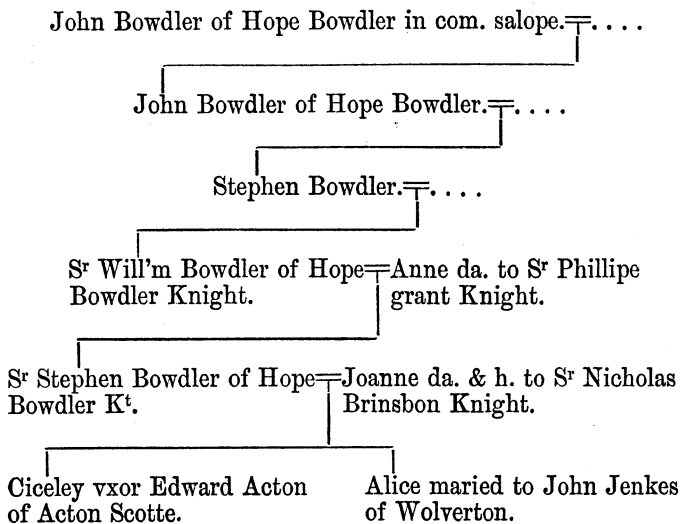 John Bowdler of Hope Bowdler in com. salope.=. . . .
John Bowdler of Hope Bowdler.=. . . .
Stephen Bowdler.=. . . .
Sʳ Will'm Bowdler of Hope=Anne da. to Sʳ Phillipe
Bowdler Knight. grant Knight.
Sʳ Stephen Bowdler of Hope=Joanne da. & h. to Sʳ Nicholas
Bowdler Kᵗ. Brinsbon Knight.
Ciceley vxor Edward Acton Alice maried to John Jenkes
of Acton Scotte. of Wolverton.